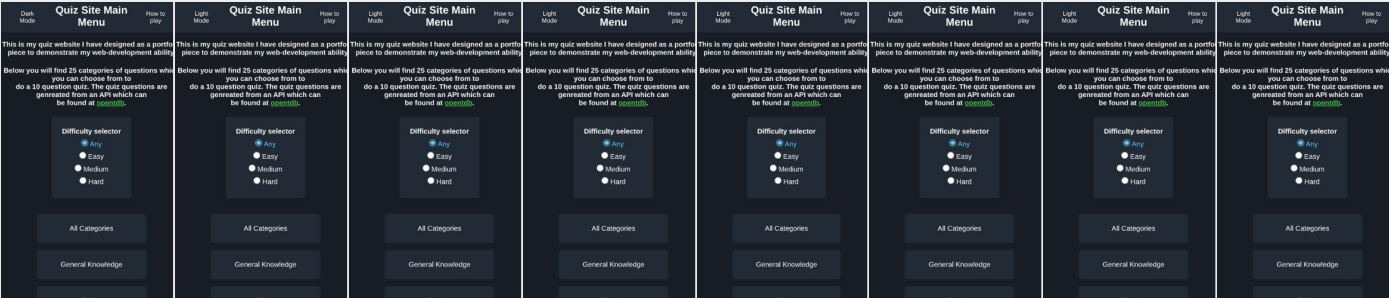 Dark
Mode
Quiz Site Main
Menu
How to
play
This is my quiz website I have designed as a portfo
piece to demonstrate my web-development ability
Below you will find 25 categories of questions whic
you can choose from to
do a 10 question quiz. The quiz questions are
genreated from an API which can
be found at opentdb.
Difficulty selector
Any
Easy
Medium
Hard
All Categories
General Knowledge
Light
Mode
Quiz Site Main
Menu
How to
play
This is my quiz website I have designed as a portfo
piece to demonstrate my web-development ability
Below you will find 25 categories of questions whic
you can choose from to
do a 10 question quiz. The quiz questions are
genreated from an API which can
be found at opentdb.
Difficulty selector
Any
Easy
Medium
Hard
All Categories
General Knowledge
Light
Mode
Quiz Site Main
Menu
How to
play
This is my quiz website I have designed as a portfo
piece to demonstrate my web-development ability
Below you will find 25 categories of questions whic
you can choose from to
do a 10 question quiz. The quiz questions are
genreated from an API which can
be found at opentdb.
Difficulty selector
Any
Easy
Medium
Hard
All Categories
General Knowledge
Light
Mode
Quiz Site Main
Menu
How to
play
This is my quiz website I have designed as a portfo
piece to demonstrate my web-development ability
Below you will find 25 categories of questions whic
you can choose from to
do a 10 question quiz. The quiz questions are
genreated from an API which can
be found at opentdb.
Difficulty selector
Any
Easy
Medium
Hard
All Categories
General Knowledge
Light
Mode
Quiz Site Main
Menu
How to
play
This is my quiz website I have designed as a portfo
piece to demonstrate my web-development ability
Below you will find 25 categories of questions whic
you can choose from to
do a 10 question quiz. The quiz questions are
genreated from an API which can
be found at opentdb.
Difficulty selector
Any
Easy
Medium
Hard
All Categories
General Knowledge
Light
Mode
Quiz Site Main
Menu
How to
play
This is my quiz website I have designed as a portfo
piece to demonstrate my web-development ability
Below you will find 25 categories of questions whic
you can choose from to
do a 10 question quiz. The quiz questions are
genreated from an API which can
be found at opentdb.
Difficulty selector
Any
Easy
Medium
Hard
All Categories
General Knowledge
Light
Mode
Quiz Site Main
Menu
How to
play
This is my quiz website I have designed as a portfo
piece to demonstrate my web-development ability
Below you will find 25 categories of questions whic
you can choose from to
do a 10 question quiz. The quiz questions are
genreated from an API which can
be found at opentdb.
Difficulty selector
Any
Easy
Medium
Hard
All Categories
General Knowledge
Light
Mode
Quiz Site Main
Menu
How to
play
This is my quiz website I have designed as a portfo
piece to demonstrate my web-development ability
Below you will find 25 categories of questions whic
you can choose from to
do a 10 question quiz. The quiz questions are
genreated from an API which can
be found at opentdb.
Difficulty selector
Any
Easy
Medium
Hard
All Categories
General Knowledge